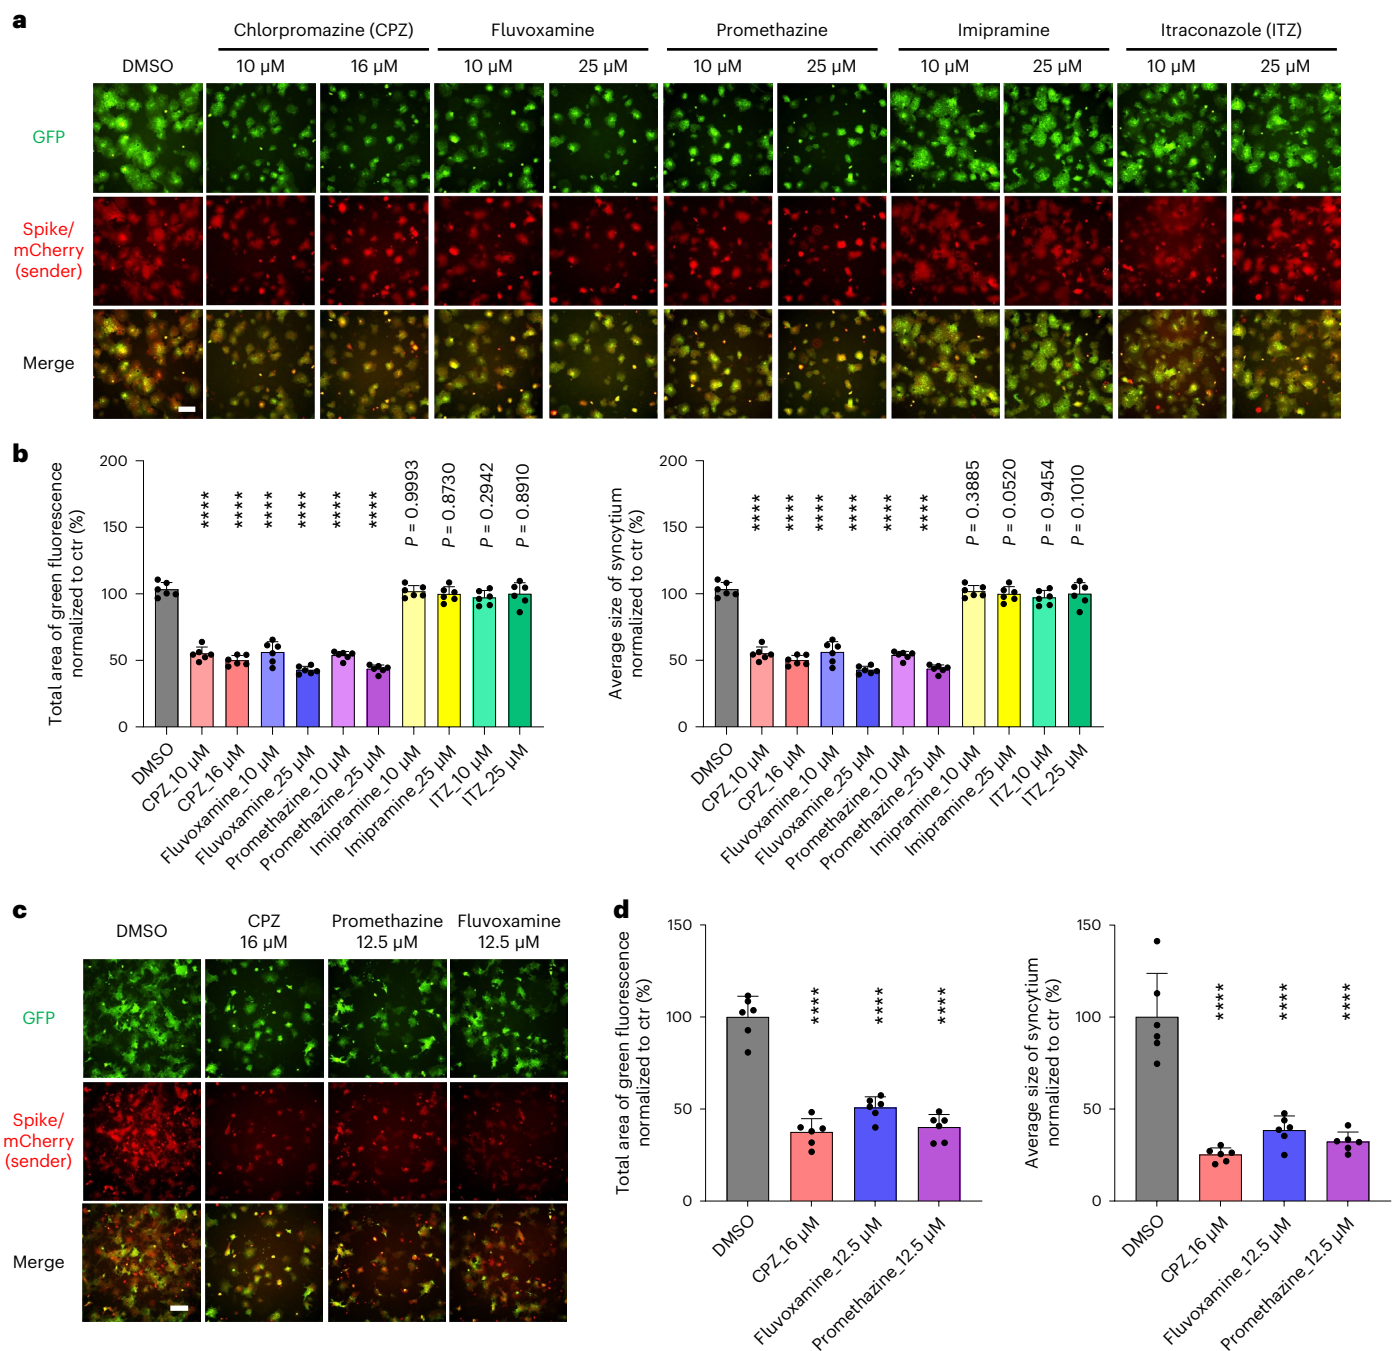 a
Chlorpromazine (CPZ)
Fluvoxamine
Promethazine
Imipramine
Itraconazole (ITZ)
DMSO
10 µM
16 µM
10 µM
25 µM
10 µM
25 µM
10 µM
25 µM
10 µM
25 µM
GFP
Spike/
mCherry
(sender)
Merge
b
Total area of green fluorescence
normalized to ctr (%)
200
150
100
50
0
****
****
****
****
****
****
P = 0.9993
P = 0.8730
P = 0.2942
P = 0.8910
DMSO
CPZ_10 µM
CPZ_16 µM
Fluvoxamine_10 µM
Fluvoxamine_25 µM
Promethazine_10 µM
Promethazine_25 µM
Imipramine_10 µM
Imipramine_25 µM
ITZ_10 µM
ITZ_25 µM
Average size of syncytium
normalized to ctr (%)
200
150
100
50
0
****
****
****
****
****
****
P = 0.3885
P = 0.0520
P = 0.9454
P = 0.1010
DMSO
CPZ_10 µM
CPZ_16 µM
Fluvoxamine_10 µM
Fluvoxamine_25 µM
Promethazine_10 µM
Promethazine_25 µM
Imipramine_10 µM
Imipramine_25 µM
ITZ_10 µM
ITZ_25 µM
c
DMSO
CPZ
16 µM
Promethazine
12.5 µM
Fluvoxamine
12.5 µM
GFP
Spike/
mCherry
(sender)
Merge
d
Total area of green fluorescence
normalized to ctr (%)
150
100
50
0
****
****
****
DMSO
CPZ_16 µM
Fluvoxamine_12.5 µM
Promethazine_12.5 µM
Average size of syncytium
normalized to ctr (%)
150
100
50
0
****
****
****
DMSO
CPZ_16 µM
Fluvoxamine_12.5 µM
Promethazine_12.5 µM